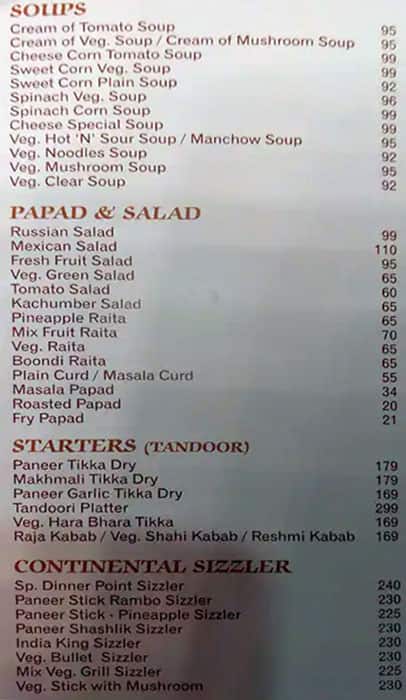 SOUPS
Cream of Tomato Soup 95
Cream of Veg. Soup / Cream of Mushroom Soup 95
Cheese Corn Tomato Soup 99
Sweet Corn Veg. Soup 99
Sweet Corn Plain Soup 92
Spinach Veg. Soup 96
Spinach Corn Soup 99
Cheese Special Soup 99
Veg. Hot 'N' Sour Soup / Manchow Soup 95
Veg. Noodles Soup 92
Veg. Mushroom Soup 95
Veg. Clear Soup 92
PAPAD & SALAD
Russian Salad 99
Mexican Salad 110
Fresh Fruit Salad 95
Veg. Green Salad 65
Tomato Salad 60
Kachumber Salad 65
Pineapple Raita 65
Mix Fruit Raita 70
Veg. Raita 65
Boondi Raita 65
Plain Curd / Masala Curd 55
Masala Papad 34
Roasted Papad 20
Fry Papad 21
STARTERS (TANDOOR)
Paneer Tikka Dry 179
Makhmali Tikka Dry 179
Paneer Garlic Tikka Dry 169
Tandoori Platter 299
Veg. Hara Bhara Tikka 169
Raja Kabab / Veg. Shahi Kabab / Reshmi Kabab 169
CONTINENTAL SIZZLER
Sp. Dinner Point Sizzler 240
Paneer Stick Rambo Sizzler 230
Paneer Stick - Pineapple Sizzler 225
Paneer Shashlik Sizzler 230
India King Sizzler 230
Veg. Bullet Sizzler 230
Mix Veg. Grill Sizzler 225
Veg. Stick with Mushroom 230